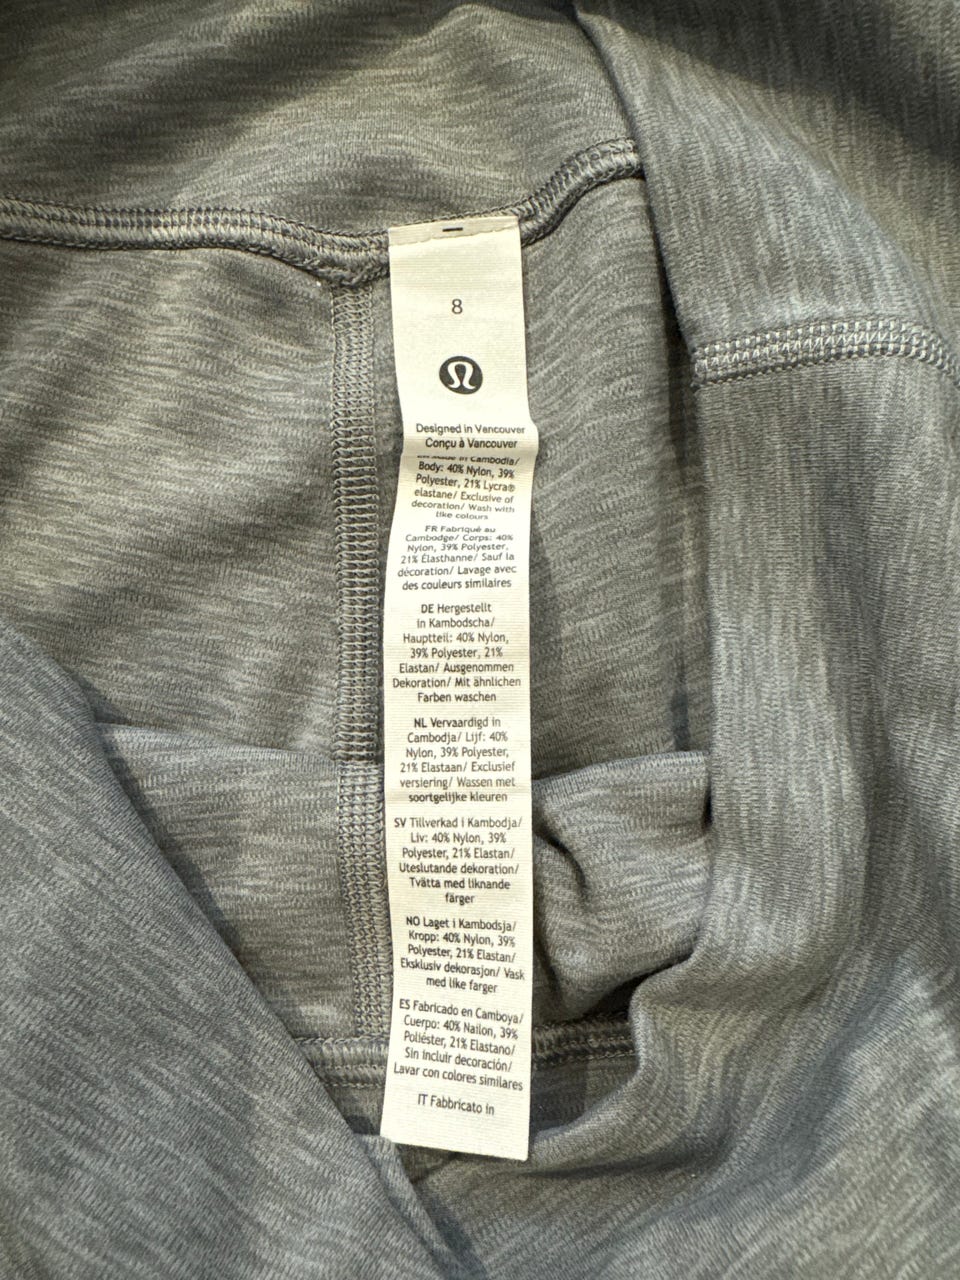 8
Designed in Vancouver
Conçu à Vancouver
Made in Cambodia/
Body: 40% Nylon, 39%
Polyester, 21% Lycra®
elastane/ Exclusive of
decoration/ Wash with
like colours
FR Fabriqué au
Cambodge/ Corps: 40%
Nylon, 39% Polyester,
21% Élasthanne/ Sauf la
décoration/ Lavage avec
des couleurs similaires
DE Hergestellt
in Kambodscha/
Hauptteil: 40% Nylon,
39% Polyester, 21%
Elastan/ Ausgenommen
Dekoration/ Mit ähnlichen
Farben waschen
NL Vervaardigd in
Cambodja/ Lijf: 40%
Nylon, 39% Polyester,
21% Elastaan/ Exclusief
versiering/ Wassen met
soortgelijke kleuren
SV Tillverkad i Kambodja/
Liv: 40% Nylon, 39%
Polyester, 21% Elastan/
Uteslutande dekoration/
Tvätta med liknande
färger
NO Laget i Kambodsja/
Kropp: 40% Nylon, 39%
Polyester, 21% Elastan/
Eksklusiv dekorasjon/ Vask
med like farger
ES Fabricado en Camboya/
Cuerpo: 40% Nailon, 39%
Poliéster, 21% Elastano/
Sin incluir decoración/
Lavar con colores similares
IT Fabbricato in